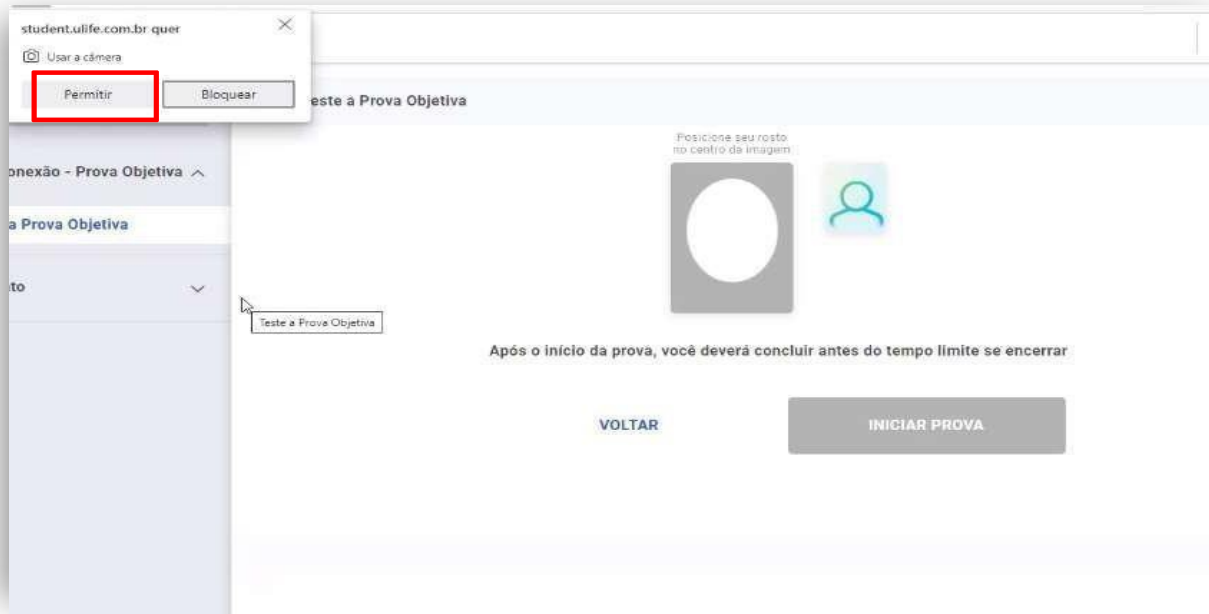 student.ulife.com.br quer
Usar a câmera
Permitir
Bloquear
este a Prova Objetiva
Posicione seu rosto
no centro da imagem
onexão - Prova Objetiva
a Prova Objetiva
to
Teste a Prova Objetiva
Após o início da prova, você deverá concluir antes do tempo limite se encerrar
VOLTAR
INICIAR PROVA